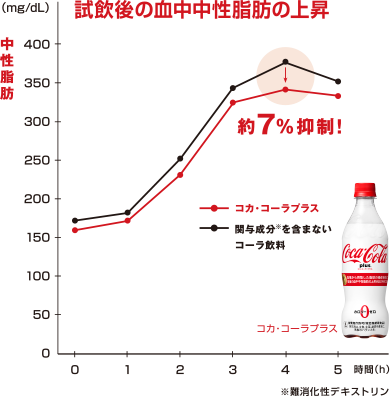 (mg/dL)
試飲後の血中中性脂肪の上昇
中性脂肪
400
350
300
250
200
150
100
50
0
約7%抑制!
コカ・コーラプラス
関与成分※を含まない
コーラ飲料
Coca-Cola
plus
0
コカ・コーラプラス
0 1 2 3 4 5 時間(h)
※難消化性デキストリン